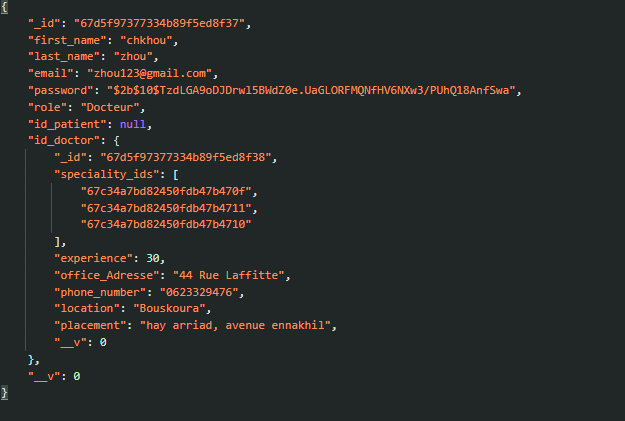 {
"_id": "67d5f97377334b89f5ed8f37",
"first_name": "chkhou",
"last_name": "zhou",
"email": "zhou123@gmail.com",
"password": "$2b$10$TzdLGA9oDJDrwl5BWdZ0e.UaGLORFMQNfHV6NXw3/PUhQ18AnfSwa",
"role": "Docteur",
"id_patient": null,
"id_doctor": {
"_id": "67d5f97377334b89f5ed8f38",
"speciality_ids": [
"67c34a7bd82450fdb47b470f",
"67c34a7bd82450fdb47b4711",
"67c34a7bd82450fdb47b4710"
],
"experience": 30,
"office_Adresse": "44 Rue Laffitte",
"phone_number": "0623329476",
"location": "Bouskoura",
"placement": "hay arriad, avenue ennakhil",
"__v": 0
},
"__v": 0
}